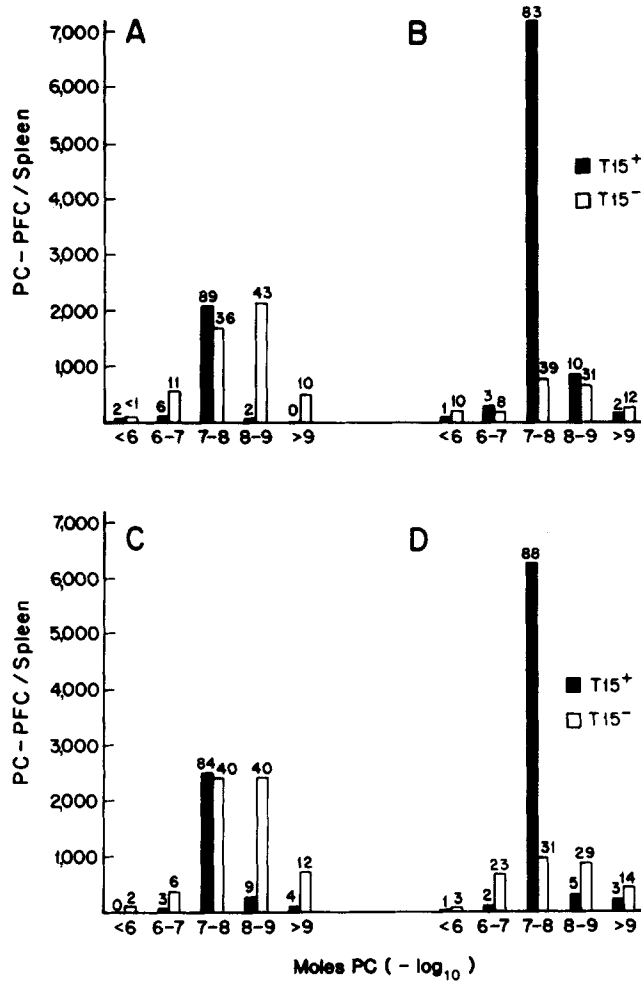 A
B
PC-PFC/Spleen
7,000
6,000
5,000
4,000
3,000
2,000
1,000
2 <1 6 11 89 36 2 43 0 10
<6 6-7 7-8 8-9 >9
1 10 3 8 83 39 10 31 2 12
<6 6-7 7-8 8-9 >9
T15+
T15-
C
D
PC-PFC/Spleen
7,000
6,000
5,000
4,000
3,000
2,000
1,000
0 2 3 6 84 40 9 40 4 12
<6 6-7 7-8 8-9 >9
1 3 2 23 88 31 5 29 3 14
<6 6-7 7-8 8-9 >9
T15+
T15-
Moles PC (-log10)